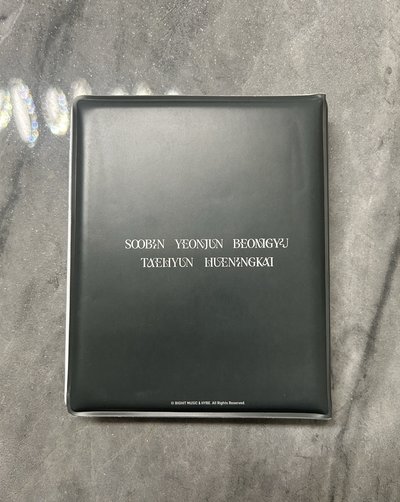 SOOBIN YEONJUN BEOMGYU
TAEHYUN HUENINGKAI
© BIGHIT MUSIC & HYBE. All Rights Reserved.